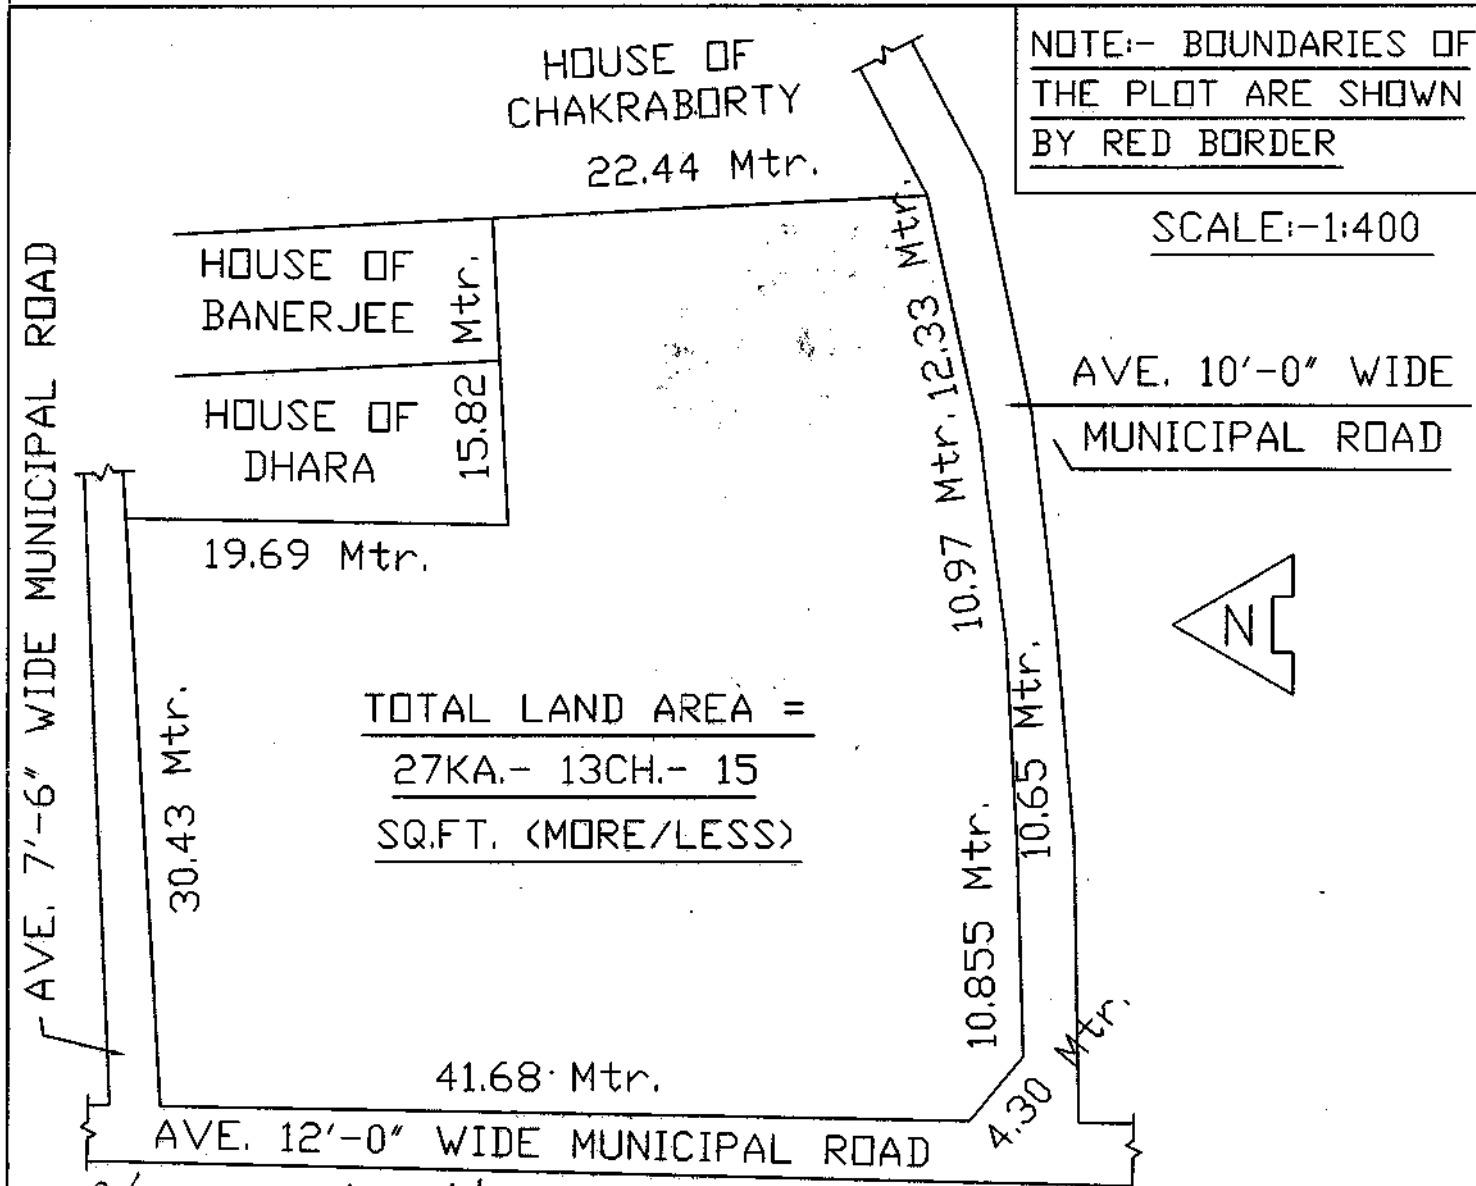 HOUSE OF
CHAKRABORTY
22.44 Mtr.
NOTE:- BOUNDARIES OF
THE PLOT ARE SHOWN
BY RED BORDER
SCALE:-1:400
HOUSE OF
BANERJEE
HOUSE OF
DHARA
15.82 Mtr.
19.69 Mtr.
12.33 Mtr.
10.97 Mtr.
AVE. 10'-0" WIDE
MUNICIPAL ROAD
N
AVE. 7'-6" WIDE MUNICIPAL ROAD
30.43 Mtr.
TOTAL LAND AREA =
27KA.- 13CH.- 15
SQ.FT. (MORE/LESS)
10.65 Mtr.
10.855 Mtr.
4.30 Mtr.
41.68 Mtr.
AVE. 12'-0" WIDE MUNICIPAL ROAD